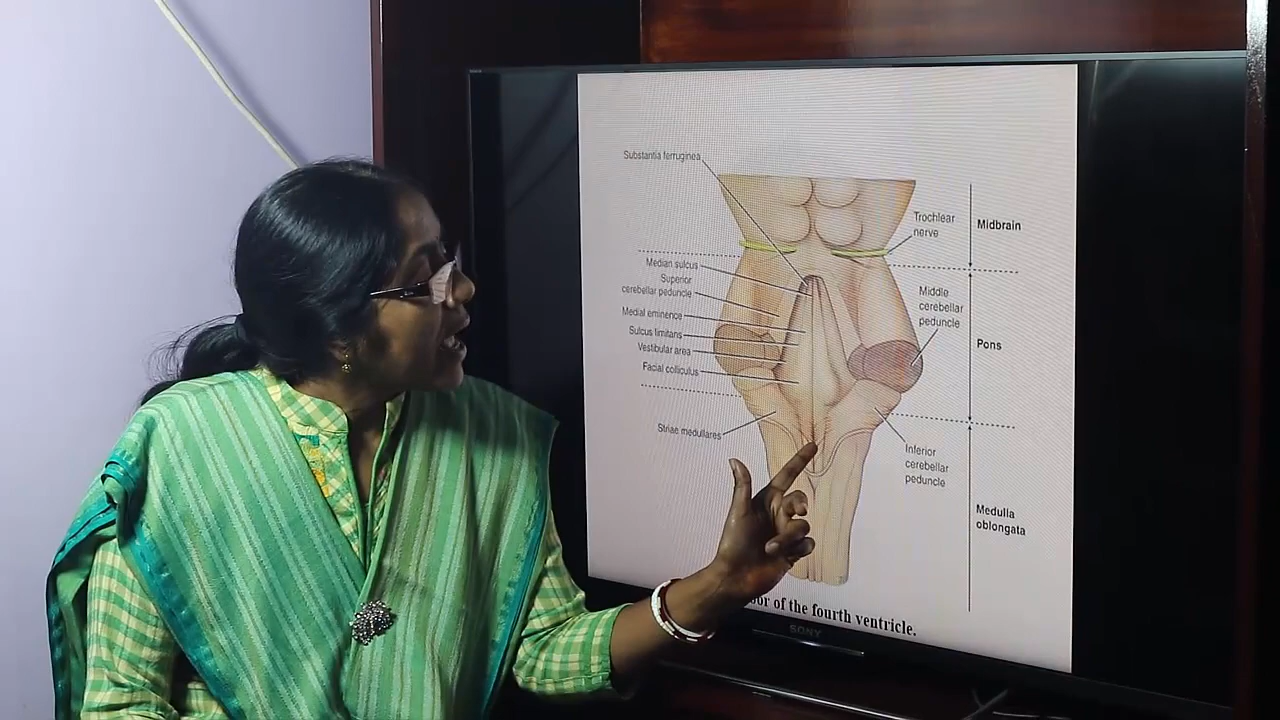 Substantia ferruginea
Trochlear
nerve
Midbrain
Median sulcus
Superior
cerebellar peduncle
Medial eminence
Sulcus limitans
Vestibular area
Facial colliculus
Middle
cerebellar
peduncle
Pons
Striae medullares
Inferior
cerebellar
peduncle
Medulla
oblongata
of the fourth ventricle.
SONY